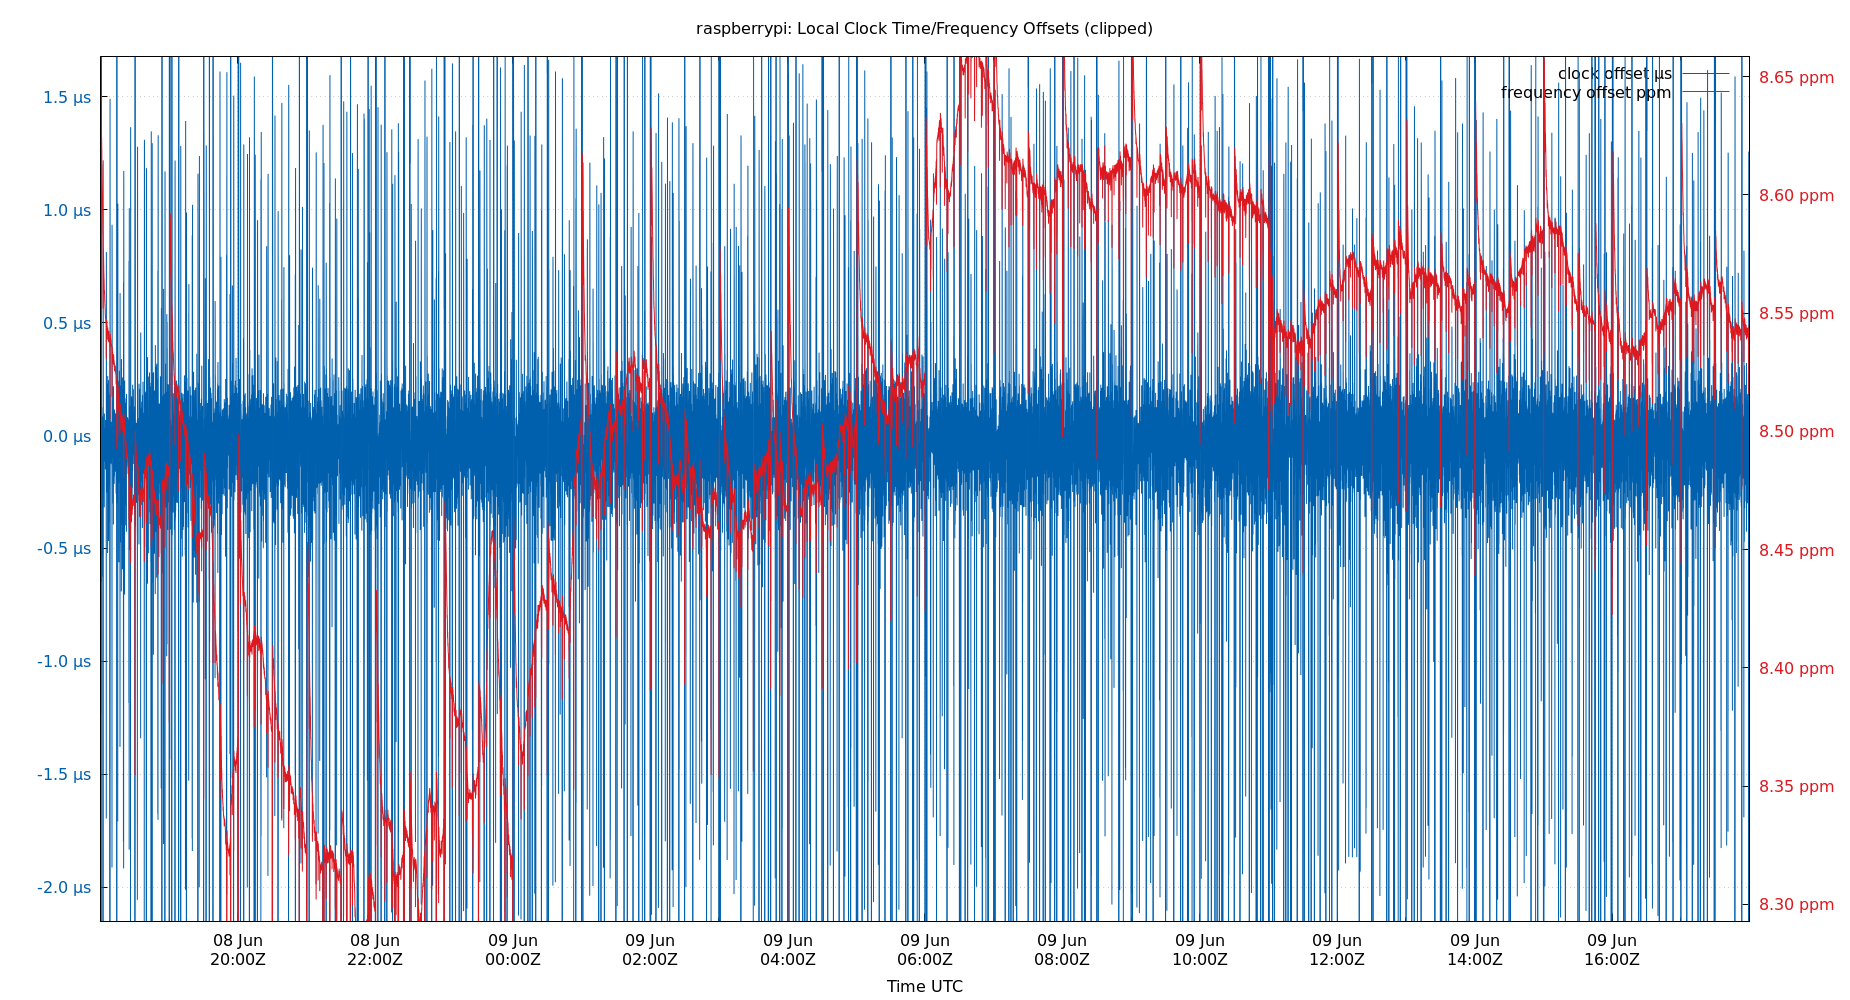 raspberrypi: Local Clock Time/Frequency Offsets (clipped)
clock offset µs
frequency offset ppm
1.5 µs
1.0 µs
0.5 µs
0.0 µs
-0.5 µs
-1.0 µs
-1.5 µs
-2.0 µs
8.65 ppm
8.60 ppm
8.55 ppm
8.50 ppm
8.45 ppm
8.40 ppm
8.35 ppm
8.30 ppm
08 Jun 08 Jun 09 Jun 09 Jun 09 Jun 09 Jun 09 Jun 09 Jun 09 Jun 09 Jun 09 Jun
20:00Z 22:00Z 00:00Z 02:00Z 04:00Z 06:00Z 08:00Z 10:00Z 12:00Z 14:00Z 16:00Z
Time UTC